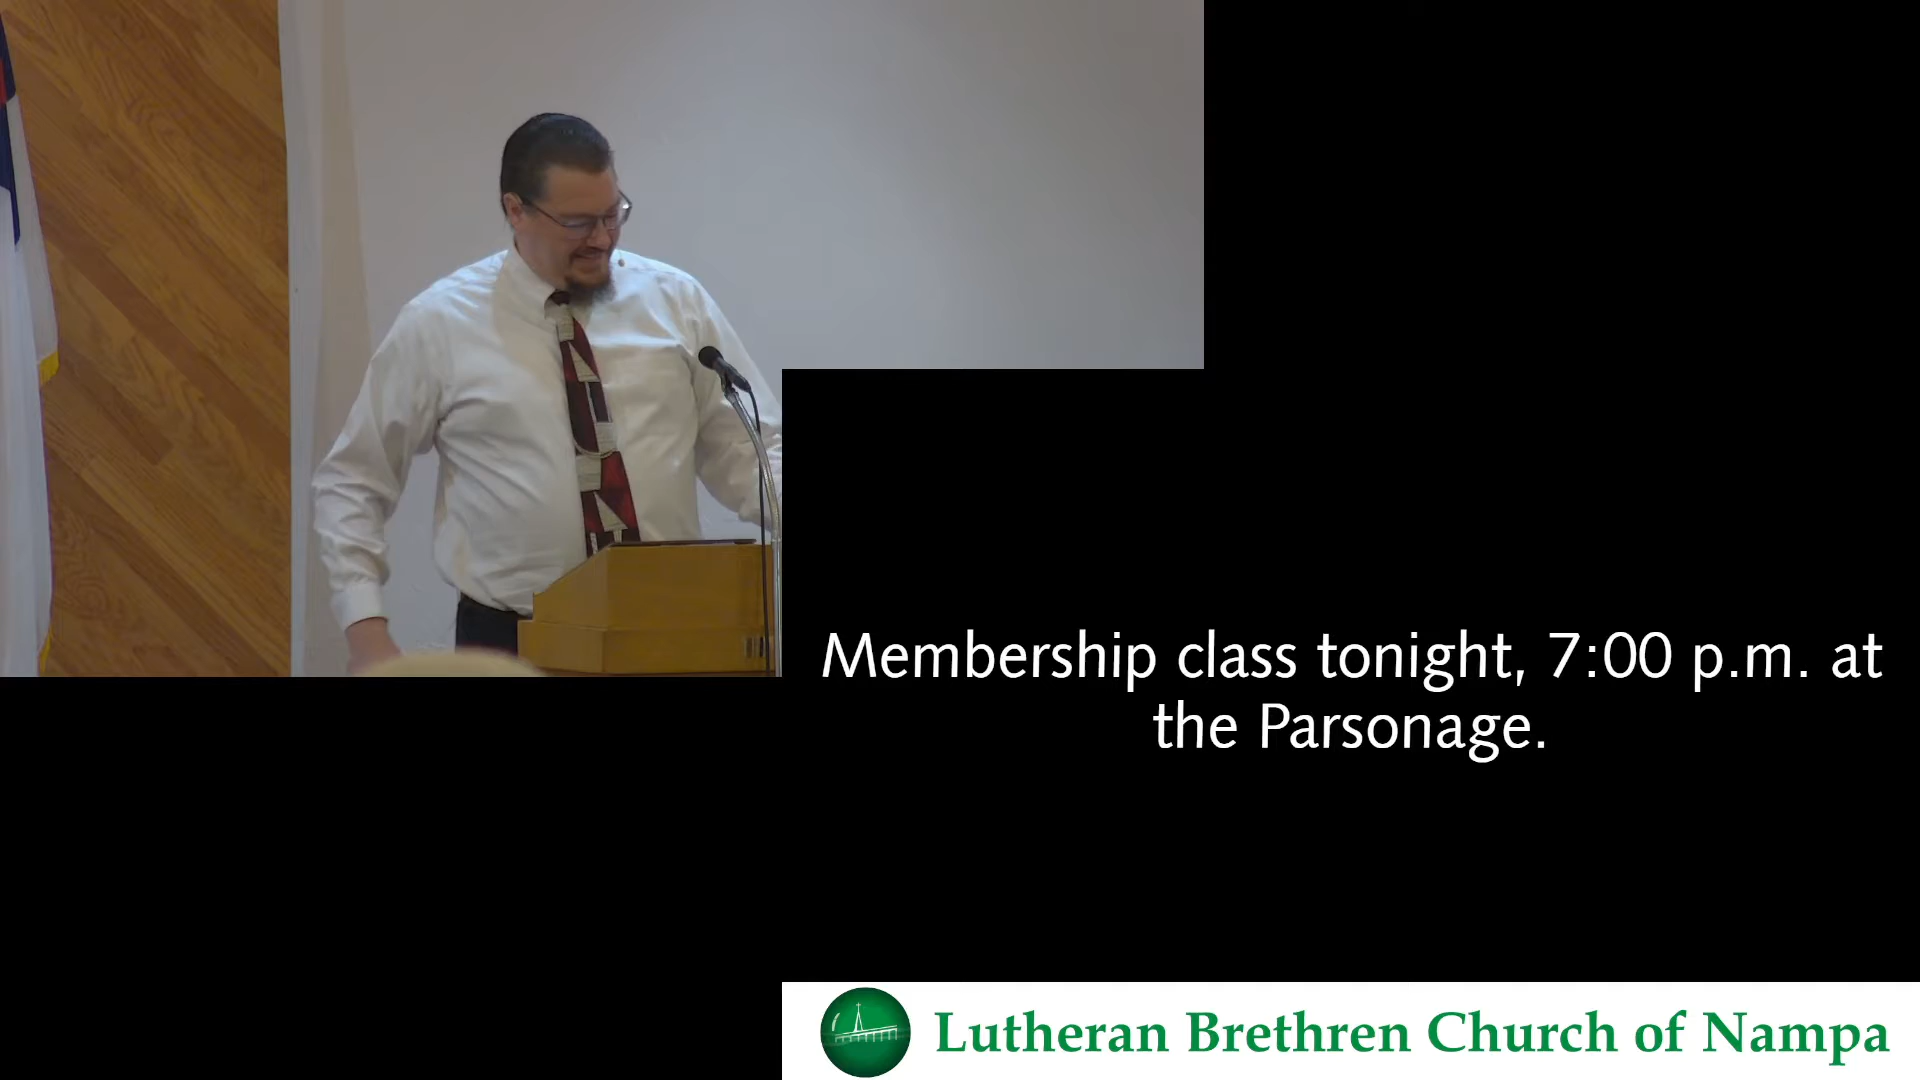 Membership class tonight, 7:00 p.m. at
the Parsonage.
Lutheran Brethren Church of Nampa